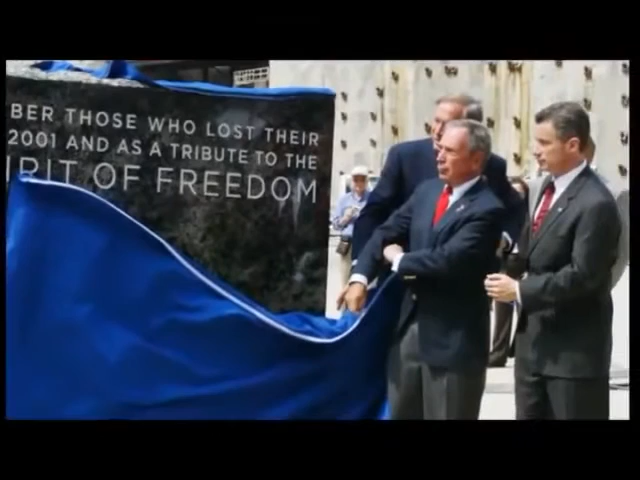 BER THOSE WHO LOST THEIR
2001 AND AS A TRIBUTE TO THE
IRIT OF FREEDOM